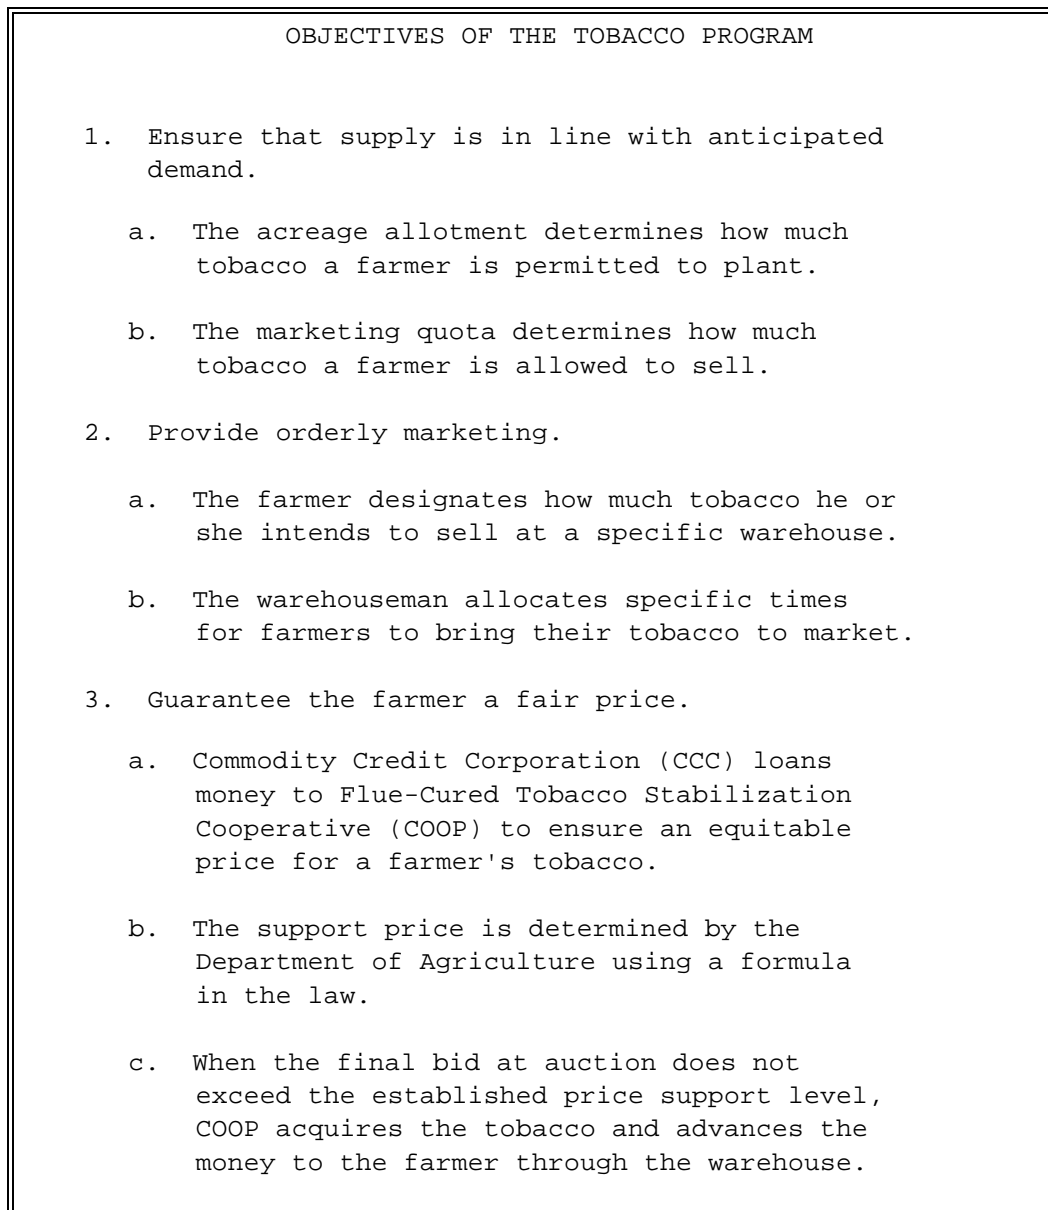 OBJECTIVES OF THE TOBACCO PROGRAM
1. Ensure that supply is in line with anticipated
demand.
a. The acreage allotment determines how much
tobacco a farmer is permitted to plant.
b. The marketing quota determines how much
tobacco a farmer is allowed to sell.
2. Provide orderly marketing.
a. The farmer designates how much tobacco he or
she intends to sell at a specific warehouse.
b. The warehouseman allocates specific times
for farmers to bring their tobacco to market.
3. Guarantee the farmer a fair price.
a. Commodity Credit Corporation (CCC) loans
money to Flue-Cured Tobacco Stabilization
Cooperative (COOP) to ensure an equitable
price for a farmer's tobacco.
b. The support price is determined by the
Department of Agriculture using a formula
in the law.
c. When the final bid at auction does not
exceed the established price support level,
COOP acquires the tobacco and advances the
money to the farmer through the warehouse.